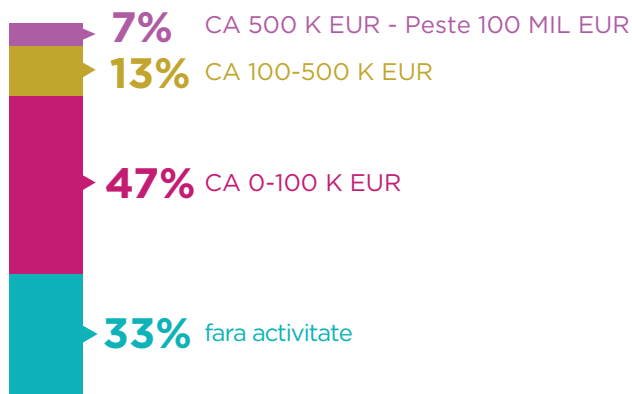 7% CA 500 K EUR - Peste 100 MIL EUR
13% CA 100-500 K EUR
47% CA 0-100 K EUR
33% fara activitate